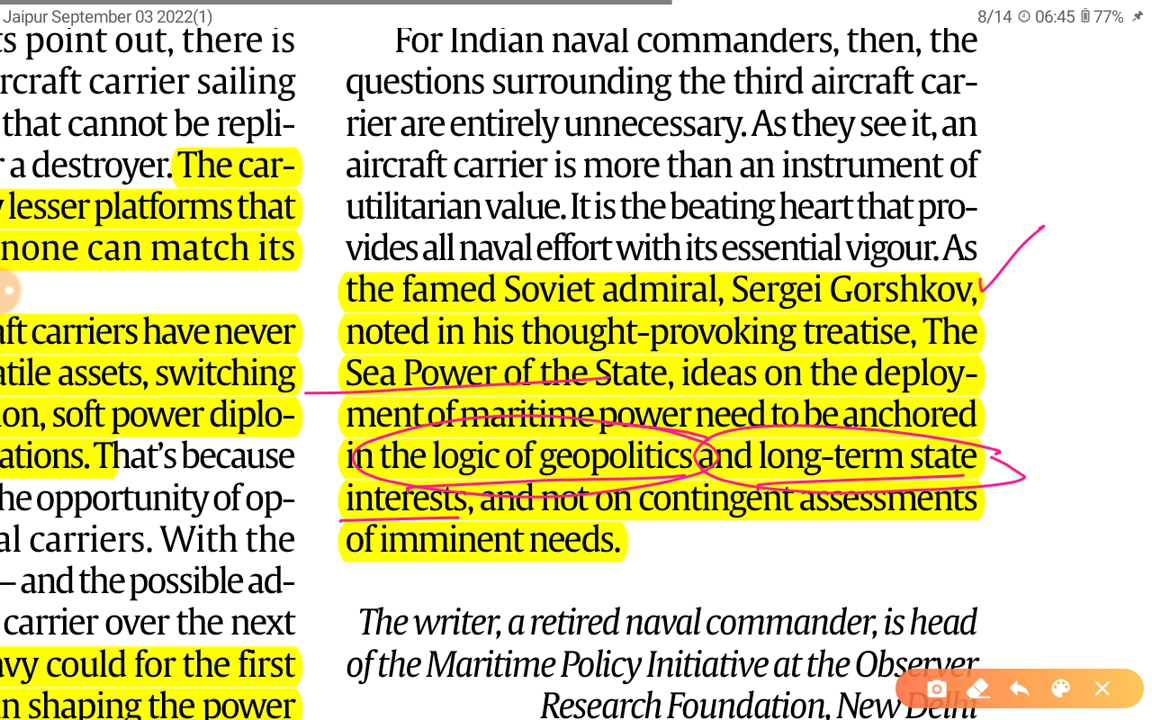 Jaipur September 03 2022(1)
8/14 06:45 77%
ts point out, there is
rcraft carrier sailing
that cannot be repli-
r a destroyer. The car-
lesser platforms that
none can match its
aft carriers have never
atile assets, switching
on, soft power diplo-
ations. That's because
he opportunity of op-
al carriers. With the
– and the possible ad-
carrier over the next
avy could for the first
n shaping the power
For Indian naval commanders, then, the
questions surrounding the third aircraft car-
rier are entirely unnecessary. As they see it, an
aircraft carrier is more than an instrument of
utilitarian value. It is the beating heart that pro-
vides all naval effort with its essential vigour. As
the famed Soviet admiral, Sergei Gorshkov,
noted in his thought-provoking treatise, The
Sea Power of the State, ideas on the deploy-
ment of maritime power need to be anchored
in the logic of geopolitics and long-term state
interests, and not on contingent assessments
of imminent needs.
The writer, a retired naval commander, is head
of the Maritime Policy Initiative at the Observer
Research Foundation, New Delhi